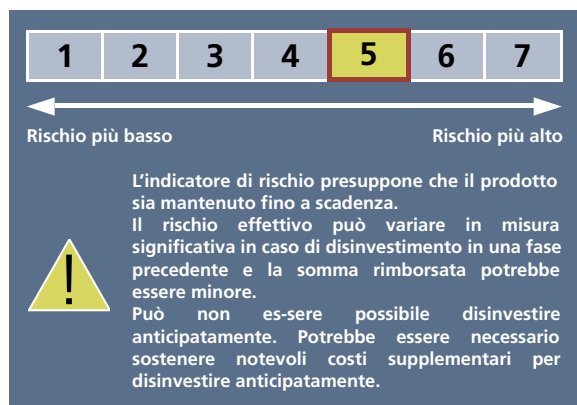 1 2 3 4 5 6 7
Rischio più basso Rischio più alto
L'indicatore di rischio presuppone che il prodotto
sia mantenuto fino a scadenza.
Il rischio effettivo può variare in misura
significativa in caso di disinvestimento in una fase
precedente e la somma rimborsata potrebbe
essere minore.
Può non es-sere possibile disinvestire
anticipatamente. Potrebbe essere necessario
sostenere notevoli costi supplementari per
disinvestire anticipatamente.
!